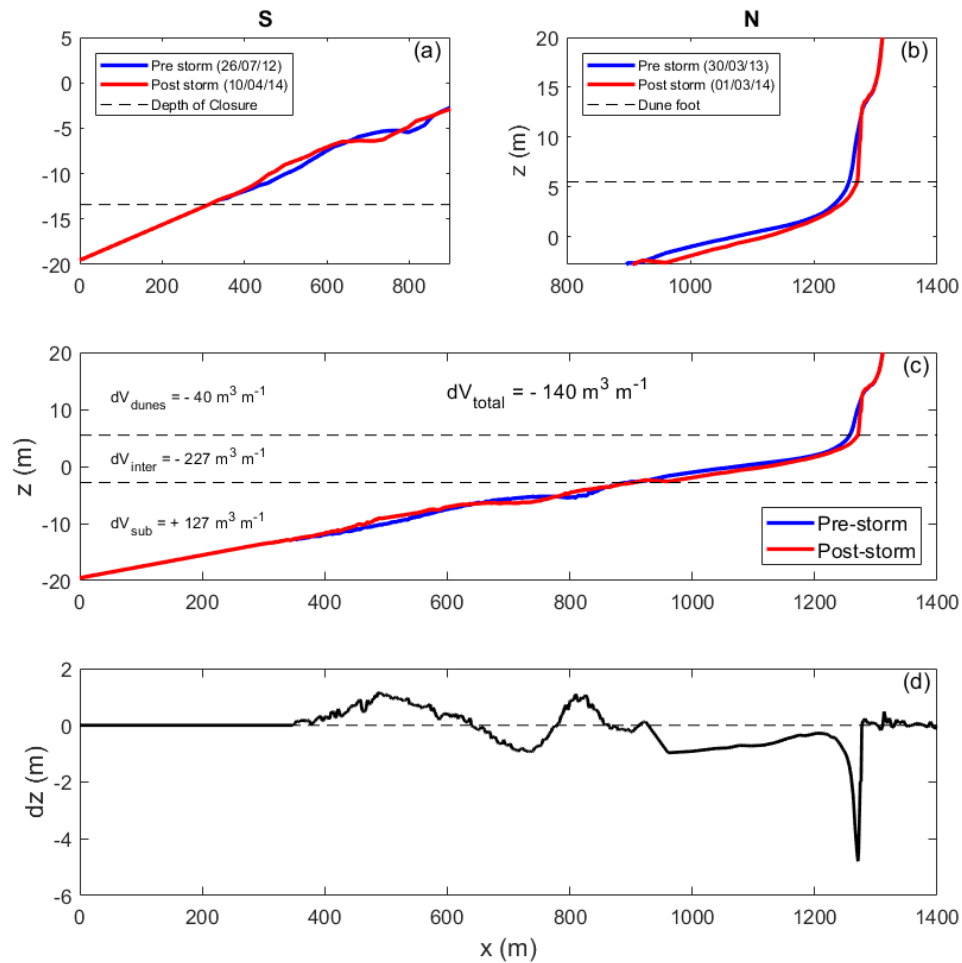 S
N
(a)
Pre storm (26/07/12)
Post storm (10/04/14)
Depth of Closure
5
0
-5
-10
-15
-20
0 200 400 600 800
(b)
Pre storm (30/03/13)
Post storm (01/03/14)
Dune foot
z (m)
20
15
10
5
0
800 1000 1200 1400
(c)
dV_dunes = - 40 m³ m⁻¹
dV_total = - 140 m³ m⁻¹
dV_inter = - 227 m³ m⁻¹
dV_sub = + 127 m³ m⁻¹
Pre-storm
Post-storm
z (m)
20
10
0
-10
-20
0 200 400 600 800 1000 1200 1400
(d)
dz (m)
2
0
-2
-4
-6
0 200 400 600 800 1000 1200 1400
x (m)